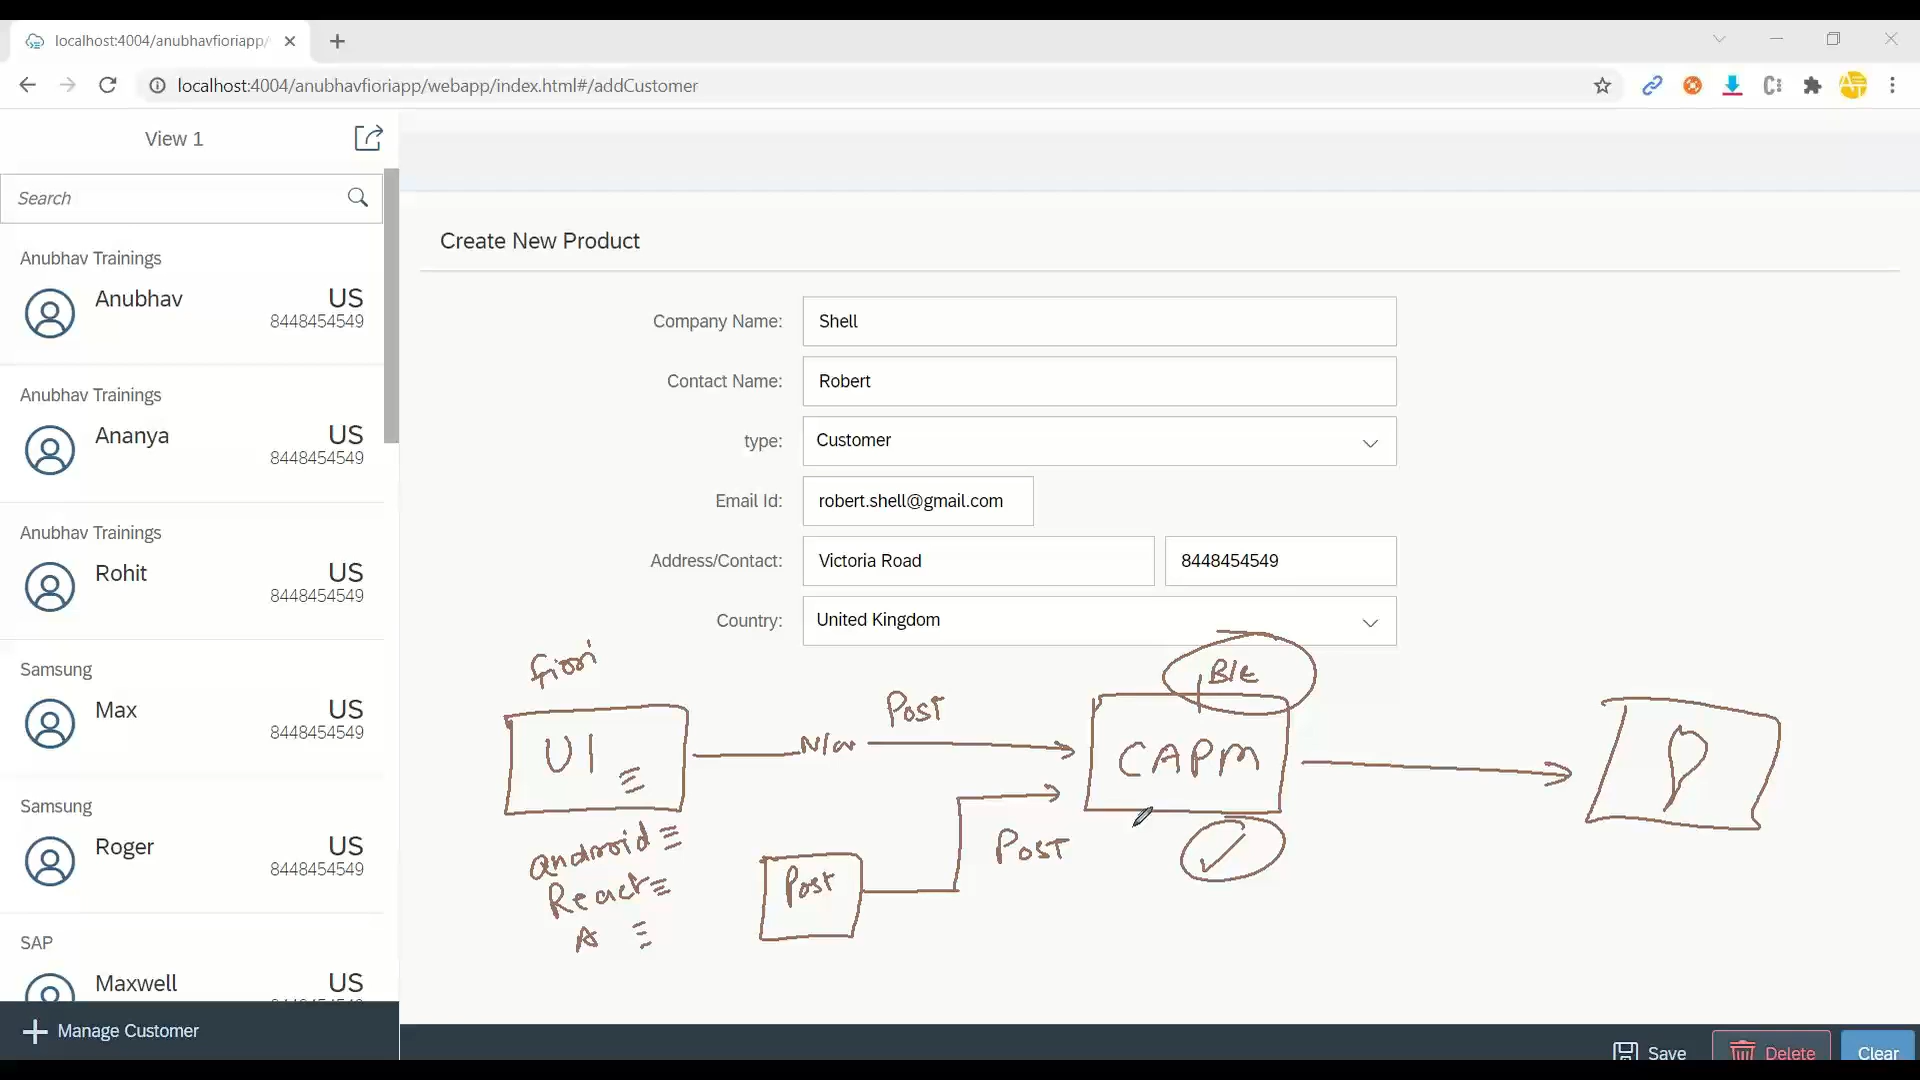 localhost:4004/anubhavfioriapp/
localhost:4004/anubhavfioriapp/webapp/index.html#/addCustomer
View 1
Search
Anubhav Trainings
Anubhav US
8448454549
Anubhav Trainings
Ananya US
8448454549
Anubhav Trainings
Rohit US
8448454549
Samsung
Max US
8448454549
Samsung
Roger US
8448454549
SAP
Maxwell US
Manage Customer
Create New Product
Company Name: Shell
Contact Name: Robert
type: Customer
Email Id: robert.shell@gmail.com
Address/Contact: Victoria Road 8448454549
Country: United Kingdom
fiori
UI
android
React
A
N/w
Post
Post
Post
B/E
CAPM
Save Delete Clear